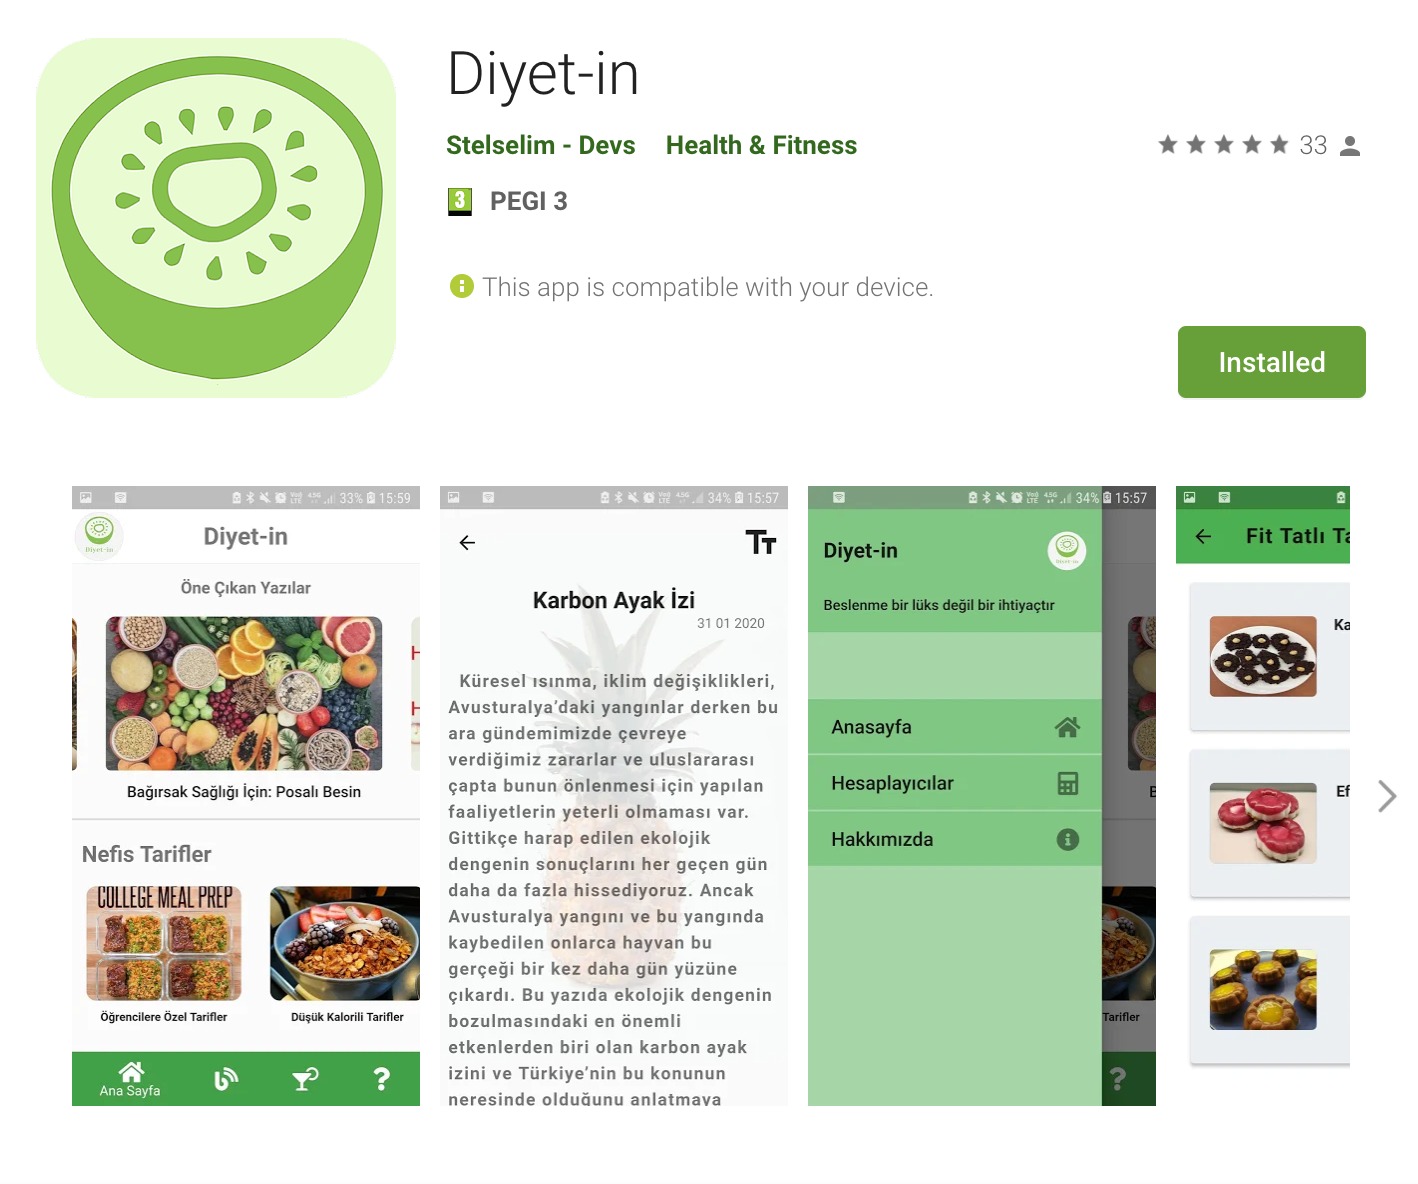 Diyet-in
Stelselim - Devs Health & Fitness
33
3 PEGI 3
This app is compatible with your device.
Installed
33% 15:59
Diyet-in
Öne Çıkan Yazılar
Bağırsak Sağlığı İçin: Posalı Besin
Nefis Tarifler
COLLEGE MEAL PREP
Öğrencilere Özel Tarifler
Düşük Kalorili Tarifler
Ana Sayfa
?
34% 15:57
TT
Karbon Ayak İzi
31 01 2020
Küresel ısınma, iklim değişiklikleri,
Avusturalya'daki yangınlar derken bu
ara gündemimizde çevreye
verdiğimiz zararlar ve uluslararası
çapta bunun önlenmesi için yapılan
faaliyetlerin yeterli olmaması var.
Gittikçe harap edilen ekolojik
dengenin sonuçlarını her geçen gün
daha da fazla hissediyoruz. Ancak
Avusturalya yangını ve bu yangında
kaybedilen onlarca hayvan bu
gerçeği bir kez daha gün yüzüne
çıkardı. Bu yazıda ekolojik dengenin
bozulmasındaki en önemli
etkenlerden biri olan karbon ayak
izini ve Türkiye'nin bu konunun
neresinde olduğunu anlatmaya
34% 15:57
Diyet-in
Beslenme bir lüks değil bir ihtiyaçtır
Anasayfa
Hesaplayıcılar
Hakkımızda
Tarifler
?
Fit Tatlı Ta
Ka
Ef